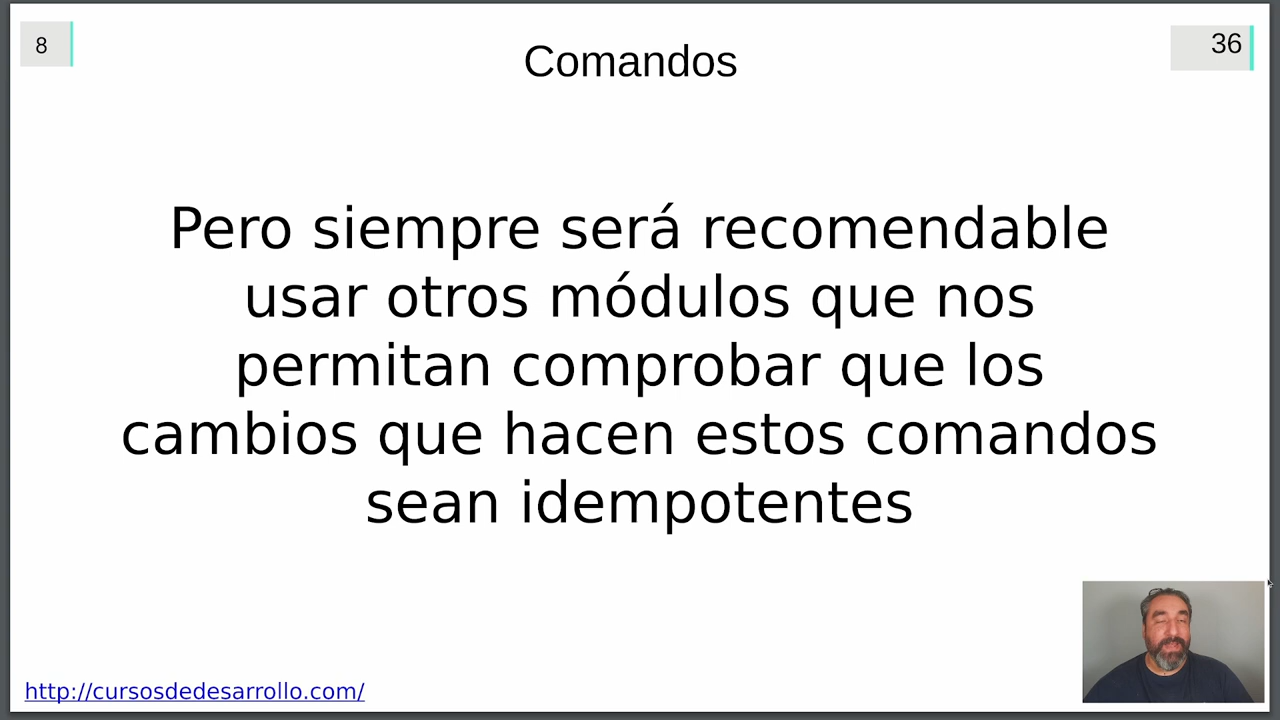 8
Comandos
36
Pero siempre será recomendable
usar otros módulos que nos
permitan comprobar que los
cambios que hacen estos comandos
sean idempotentes
http://cursosdedesarrollo.com/